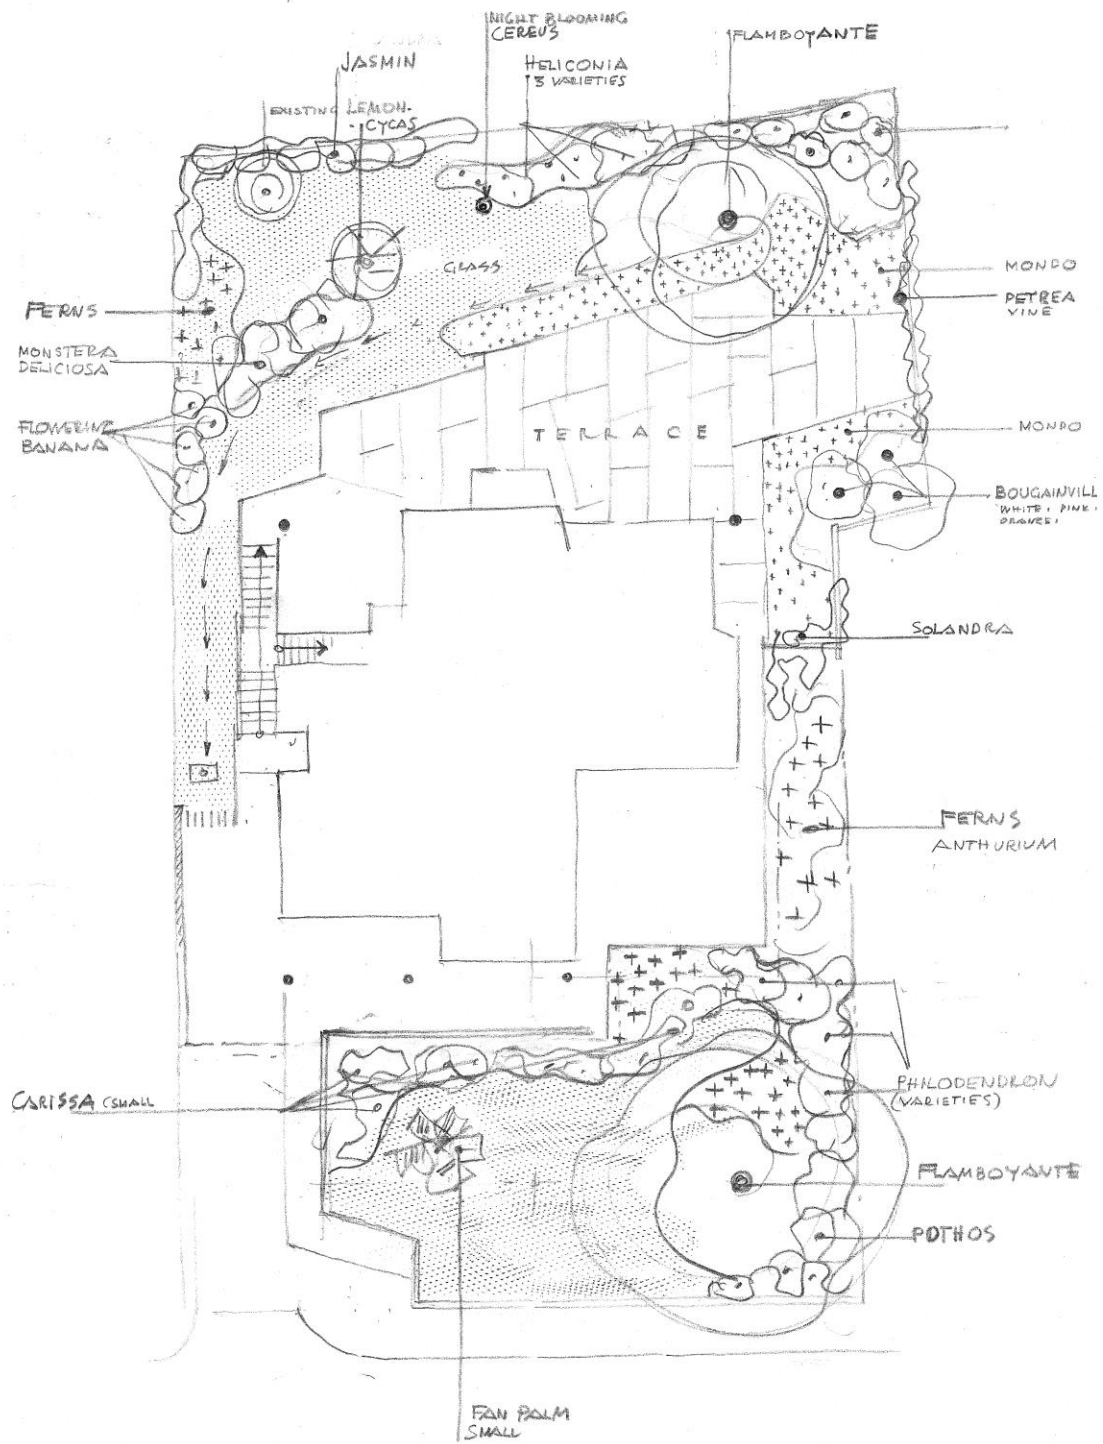 NIGHT BLOOMING
CEREUS
FLAMBOYANTE
JASMIN
HELICONIA
3 VARIETIES
EXISTING LEMON-
-CYCAS
GRASS
MONDO
FERNS
PETREA
VINE
MONSTERA
DELICIOSA
FLOWERING
BANANA
TERRACE
MONDO
BOUGAINVILL
WHITE, PINK,
ORANGE,
SOLANDRA
FERNS
ANTHURIUM
CARISSA (SMALL
PHILODENDRON
(VARIETIES)
FLAMBOYANTE
POTHOS
FAN PALM
SMALL